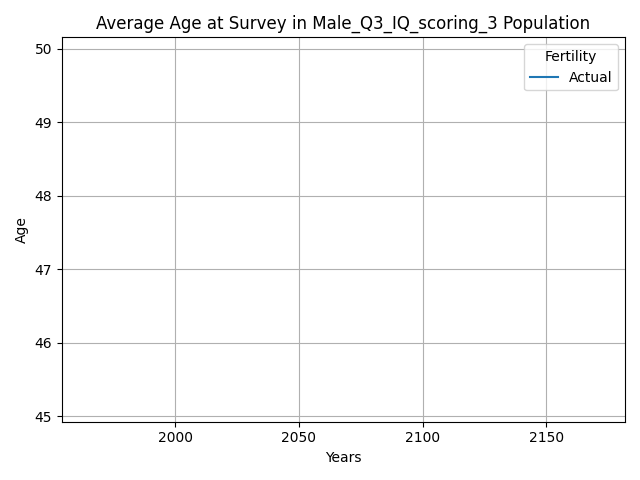 Average Age at Survey in Male_Q3_IQ_scoring_3 Population
Fertility
Actual
50
49
48
47
46
45
Age
2000 2050 2100 2150
Years